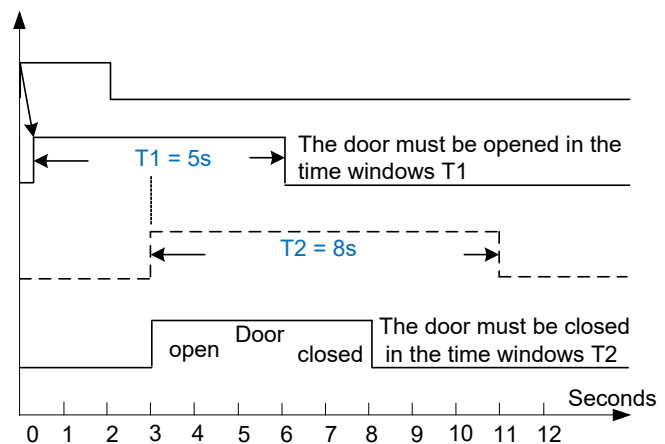 The door must be opened in the
T1 = 5s
time windows T1
T2 = 8s
Door
The door must be closed
open
closed
in the time windows T2
Seconds
0 1 2 3 4 5 6 7 8 9 10 11 12